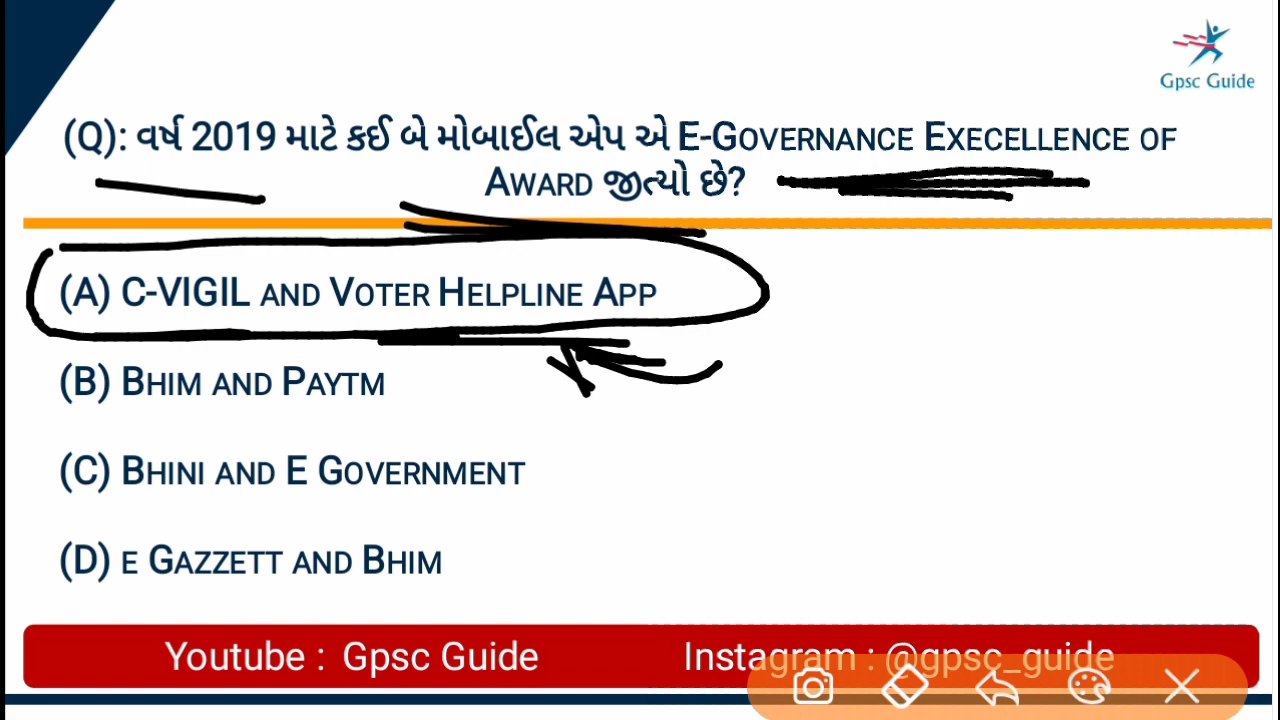 Gpsc Guide
(Q): વર્ષ 2019 માટે કઈ બે મોબાઈલ એપ એ E-GOVERNANCE EXECELLENCE OF
AWARD જીત્યો છે?
(A) C-VIGIL AND VOTER HELPLINE APP
(B) BHIM AND PAYTM
(C) BHINI AND E GOVERNMENT
(D) E GAZZETT AND BHIM
Youtube : Gpsc Guide Instagram : @gpsc_guide